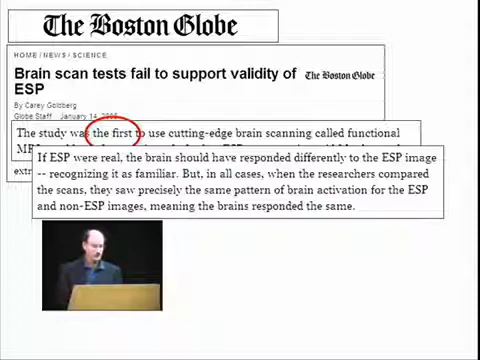 The Boston Globe
HOME / NEWS / SCIENCE
Brain scan tests fail to support validity of
ESP
The Boston Globe
By Carey Goldberg
Globe Staff January 14,
The study was the first to use cutting-edge brain scanning called functional
If ESP were real, the brain should have responded differently to the ESP image
-- recognizing it as familiar. But, in all cases, when the researchers compared
the scans, they saw precisely the same pattern of brain activation for the ESP
and non-ESP images, meaning the brains responded the same.